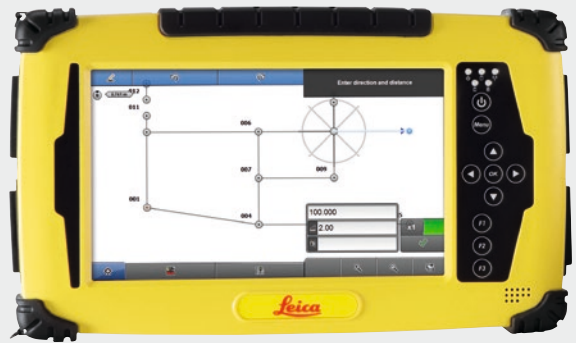 Enter direction and distance
012
011
006
007
009
001
004
100.000
2.00
x1
Menu
OK
F1
F2
F3
Leica